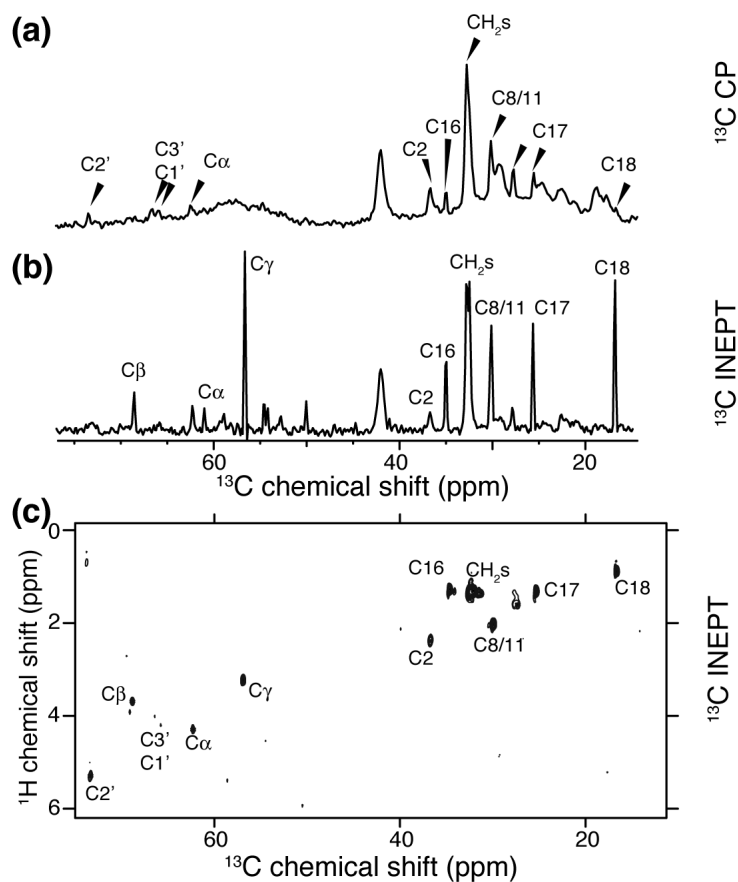 (a)
CH₂s
C8/11
C17
C16
C2
C18
C3'
C1'
C2'
Cα
¹³C CP
(b)
Cγ
CH₂s
C18
C8/11
C17
C16
Cβ
Cα
C2
¹³C INEPT
60 40 20
¹³C chemical shift (ppm)
(c)
0
2
4
6
¹H chemical shift (ppm)
C16
CH₂s
C17
C18
C2
C8/11
Cβ
Cγ
C3'
C1'
Cα
C2'
¹³C INEPT
60 40 20
¹³C chemical shift (ppm)